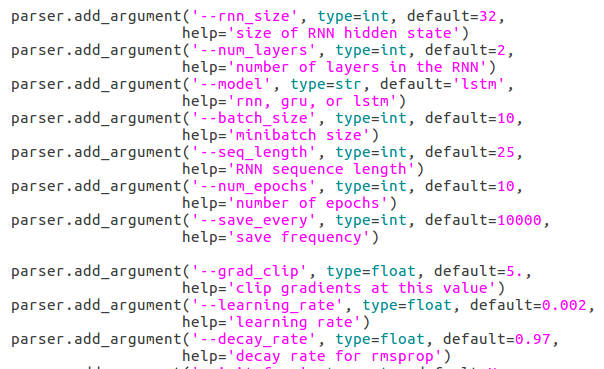 parser.add_argument('--rnn_size', type=int, default=32,
                    help='size of RNN hidden state')
parser.add_argument('--num_layers', type=int, default=2,
                    help='number of layers in the RNN')
parser.add_argument('--model', type=str, default='lstm',
                    help='rnn, gru, or lstm')
parser.add_argument('--batch_size', type=int, default=10,
                    help='minibatch size')
parser.add_argument('--seq_length', type=int, default=25,
                    help='RNN sequence length')
parser.add_argument('--num_epochs', type=int, default=10,
                    help='number of epochs')
parser.add_argument('--save_every', type=int, default=10000,
                    help='save frequency')
parser.add_argument('--grad_clip', type=float, default=5.,
                    help='clip gradients at this value')
parser.add_argument('--learning_rate', type=float, default=0.002,
                    help='learning rate')
parser.add_argument('--decay_rate', type=float, default=0.97,
                    help='decay rate for rmsprop')